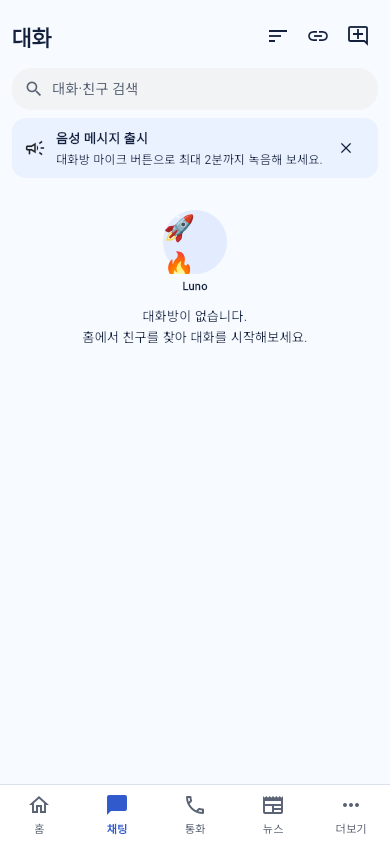 대화
대화·친구 검색
음성 메시지 출시
대화방 마이크 버튼으로 최대 2분까지 녹음해 보세요.
Luno
대화방이 없습니다.
홈에서 친구를 찾아 대화를 시작해보세요.
홈
채팅
통화
뉴스
더보기